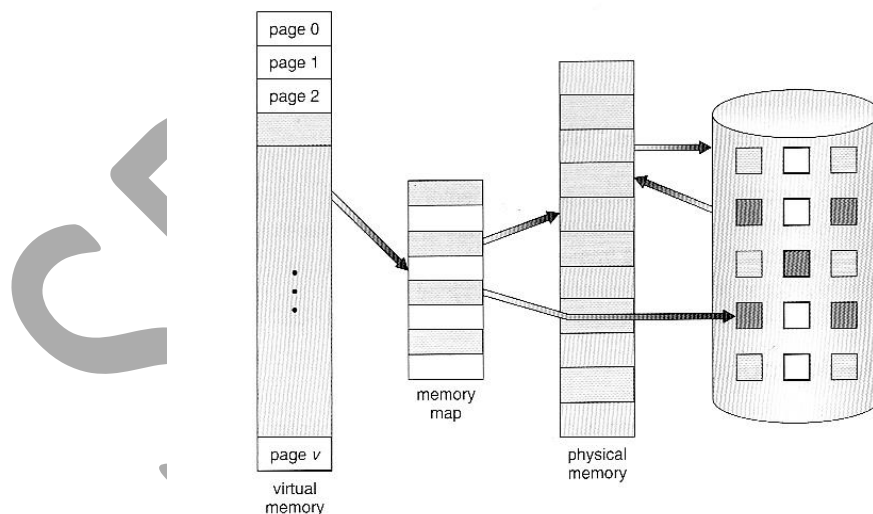 page 0
page 1
page 2
page v
virtual
memory
memory
map
physical
memory